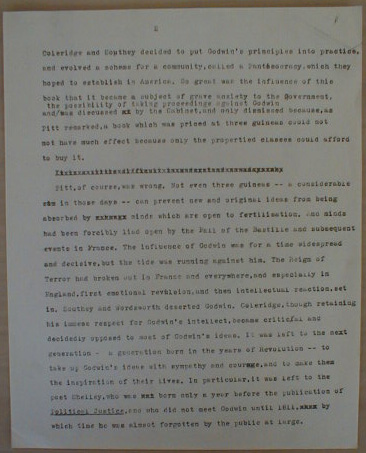 2
Coleridge and Southey decided to put Godwin's principles into practise,
and evolved a scheme for a community, called a Pantasocracy, which they
hoped to establish in America. So great was the influence of this
book that it became a subject of grave anxiety to the Government,
the possibility of taking proceedings against Godwin
and/was discussed xx by the Cabinet, and only dismissed because, as
Pitt remarked, a book which was priced at three guineas could not
not have much effect because only the propertied classes could afford
to buy it.
Pitt, of course, was wrong. Not even three guineas -- a considerable
sum in those days -- can prevent new and original ideas from being
absorbed by xxxxxxx minds which are open to fertilisation. And minds
had been forcibly laid open by the Fall of the Bastille and subsequent
events in France. The influence of Godwin was for a time widespread
and decisive, but the tide was running against him. The Reign of
Terror had broken out in France and everywhere, and especially in
England, first emotional revulsion, and then intellectual reaction, set
in. Southey and Wordsworth deserted Godwin. Coleridge, though retaining
his immense respect for Godwin's intellect, became critical and
decidedly opposed to most of Godwin's ideas. It was left to the next
generation - a generation born in the years of Revolution -- to
take up Godwin's ideas with sympathy and courage, and to make them
the inspiration of their lives. In particular, it was left to the
poet Shelley, who was xxx born only a year before the publication of
Political Justice, and who did not meet Godwin until 1811, xxxx by
which time he was almost forgotten by the public at large.